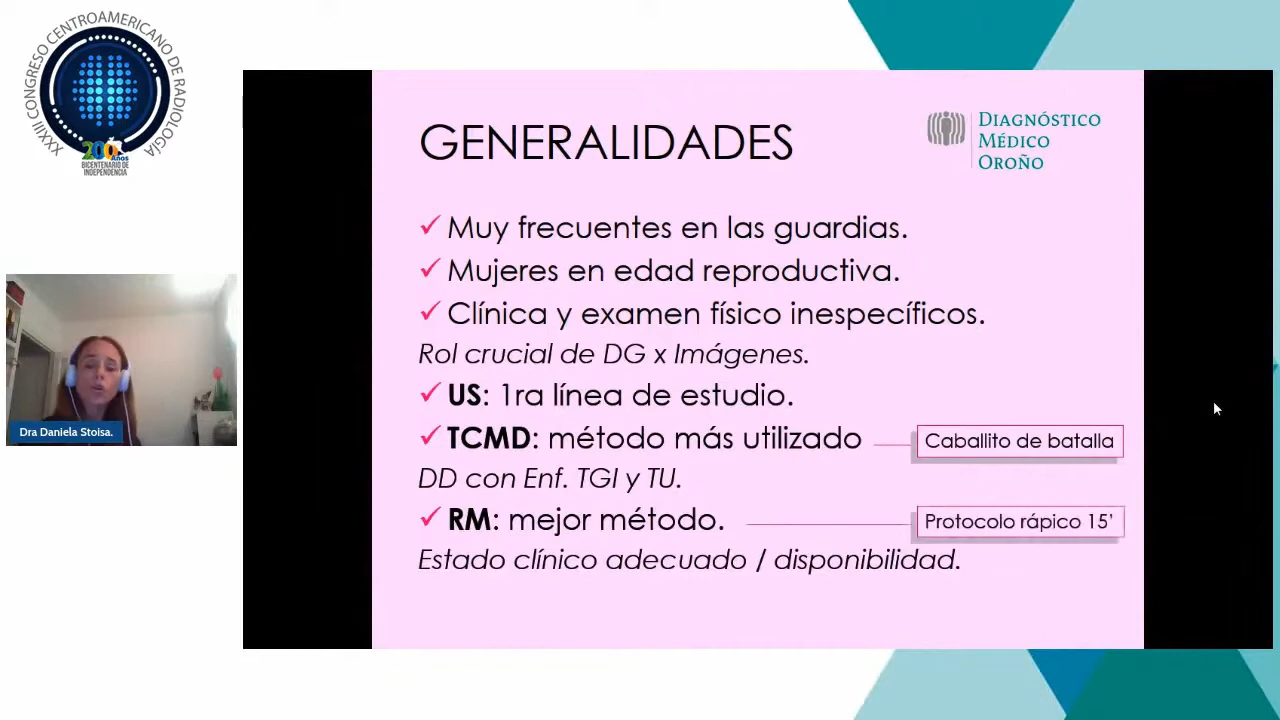 XXXIII CONGRESO CENTROAMERICANO DE RADIOLOGÍA
200 Años
BICENTENARIO DE
INDEPENDENCIA
GENERALIDADES
DIAGNÓSTICO
MÉDICO
OROÑO
✓ Muy frecuentes en las guardias.
✓ Mujeres en edad reproductiva.
✓ Clínica y examen físico inespecíficos.
Rol crucial de DG x Imágenes.
✓ US: 1ra línea de estudio.
✓ TCMD: método más utilizado
Caballito de batalla
DD con Enf. TGI y TU.
✓ RM: mejor método.
Protocolo rápico 15’
Estado clínico adecuado / disponibilidad.
Dra Daniela Stoisa.